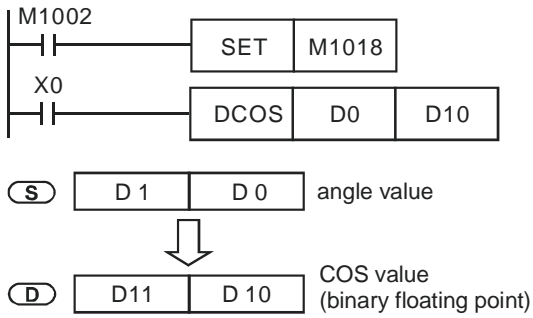 M1002
SET M1018
X0
DCOS D0 D10
S D 1 D 0 angle value
D D11 D 10 COS value
(binary floating point)